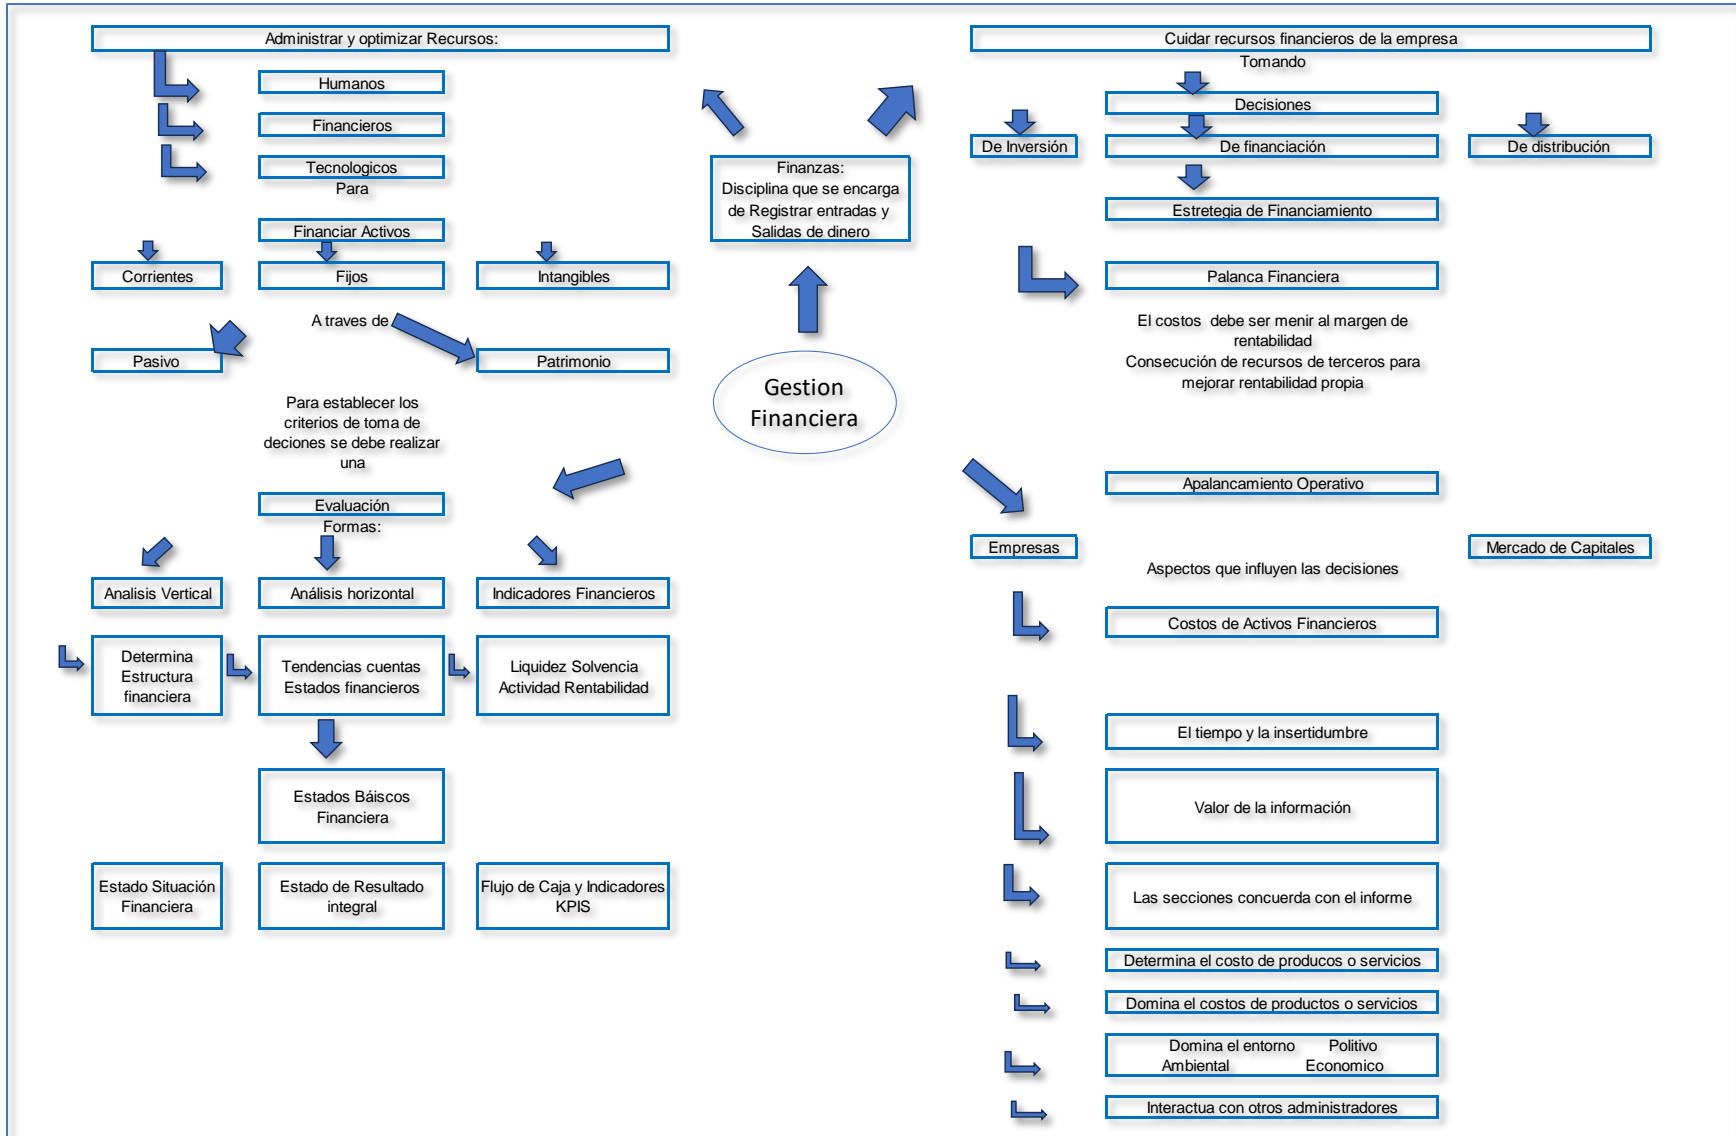 Administrar y optimizar Recursos:
Humanos
Financieros
Tecnologicos
Para
Financiar Activos
Corrientes
Fijos
Intangibles
A traves de
Pasivo
Patrimonio
Para establecer los
criterios de toma de
deciones se debe realizar
una
Evaluación
Formas:
Analisis Vertical
Análisis horizontal
Indicadores Financieros
Determina
Estructura
financiera
Tendencias cuentas
Estados financieros
Liquidez Solvencia
Actividad Rentabilidad
Estados Báiscos
Financiera
Estado Situación
Financiera
Estado de Resultado
integral
Flujo de Caja y Indicadores
KPIS
Finanzas:
Disciplina que se encarga
de Registrar entradas y
Salidas de dinero
Gestion
Financiera
Cuidar recursos financieros de la empresa
Tomando
Decisiones
De Inversión
De financiación
De distribución
Estretegia de Financiamiento
Palanca Financiera
El costos debe ser menir al margen de
rentabilidad
Consecución de recursos de terceros para
mejorar rentabilidad propia
Apalancamiento Operativo
Empresas
Mercado de Capitales
Aspectos que influyen las decisiones
Costos de Activos Financieros
El tiempo y la insertidumbre
Valor de la información
Las secciones concuerda con el informe
Determina el costo de producos o servicios
Domina el costos de productos o servicios
Domina el entorno Politivo
Ambiental Economico
Interactua con otros administradores